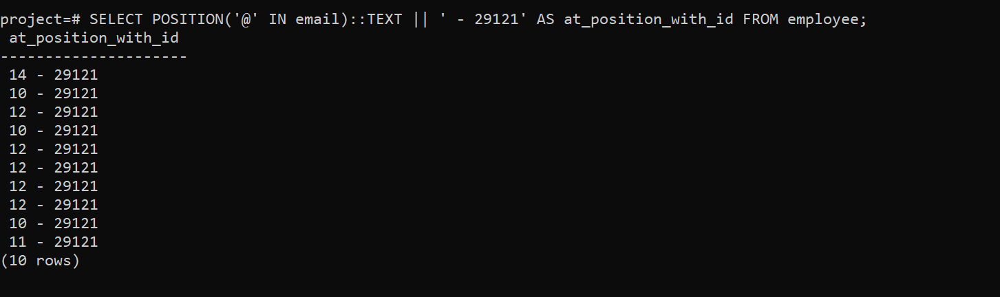 project=# SELECT POSITION('@' IN email)::TEXT || ' - 29121' AS at_position_with_id FROM employee;
 at_position_with_id
---------------------
 14 - 29121
 10 - 29121
 12 - 29121
 10 - 29121
 12 - 29121
 12 - 29121
 12 - 29121
 12 - 29121
 10 - 29121
 11 - 29121
(10 rows)